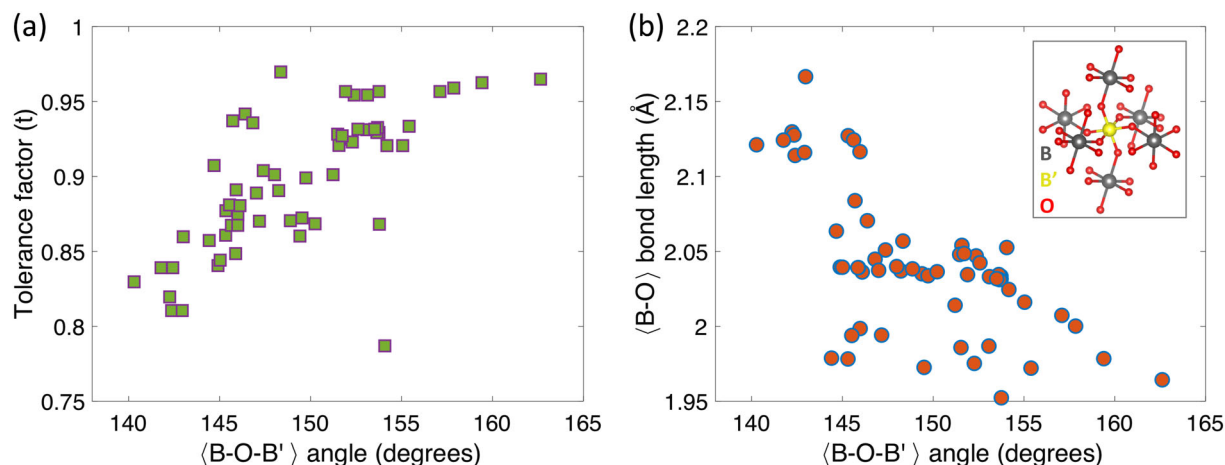 (a)
1
0.95
0.9
0.85
0.8
0.75
Tolerance factor (t)
140 145 150 155 160 165
⟨B-O-B' ⟩ angle (degrees)
(b)
2.2
2.15
2.1
2.05
2
1.95
⟨B-O⟩ bond length (Å)
B
B'
O
140 145 150 155 160 165
⟨B-O-B' ⟩ angle (degrees)